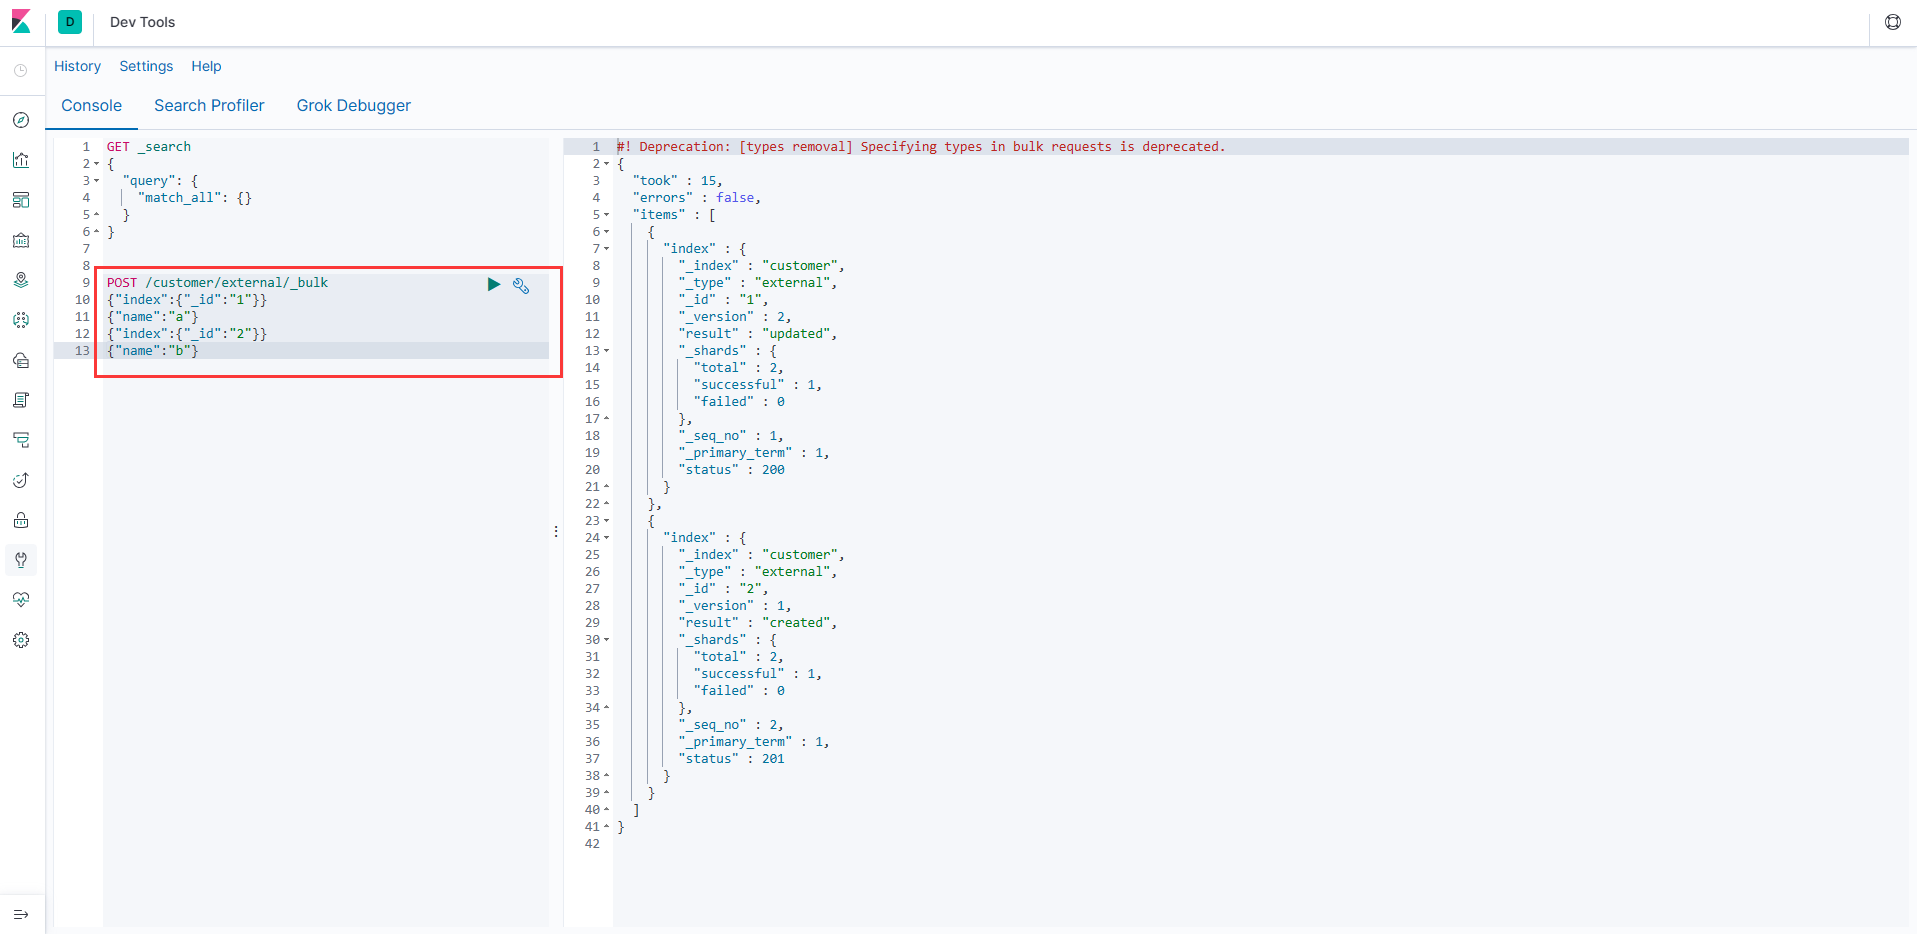 D
Dev Tools
History Settings Help
Console Search Profiler Grok Debugger
1 GET _search
2 {
3 "query": {
4 "match_all": {}
5 }
6 }
7
8
9 POST /customer/external/_bulk
10 {"index":{"_id":"1"}}
11 {"name":"a"}
12 {"index":{"_id":"2"}}
13 {"name":"b"}
1 #! Deprecation: [types removal] Specifying types in bulk requests is deprecated.
2 {
3 "took" : 15,
4 "errors" : false,
5 "items" : [
6 {
7 "index" : {
8 "_index" : "customer",
9 "_type" : "external",
10 "_id" : "1",
11 "_version" : 2,
12 "result" : "updated",
13 "_shards" : {
14 "total" : 2,
15 "successful" : 1,
16 "failed" : 0
17 },
18 "_seq_no" : 1,
19 "_primary_term" : 1,
20 "status" : 200
21 }
22 },
23 {
24 "index" : {
25 "_index" : "customer",
26 "_type" : "external",
27 "_id" : "2",
28 "_version" : 1,
29 "result" : "created",
30 "_shards" : {
31 "total" : 2,
32 "successful" : 1,
33 "failed" : 0
34 },
35 "_seq_no" : 2,
36 "_primary_term" : 1,
37 "status" : 201
38 }
39 }
40 ]
41 }
42